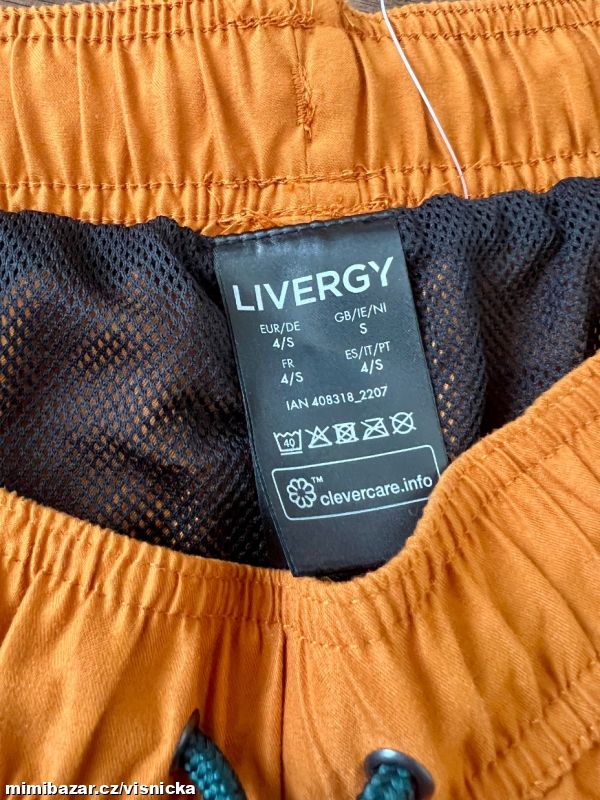 LIVERGY
EUR/DE
4/S
GB/IE/NI
S
FR
4/S
ES/IT/PT
4/S
IAN 408318_2207
40
™ clevercare.info
mimibazar.cz/visnicka